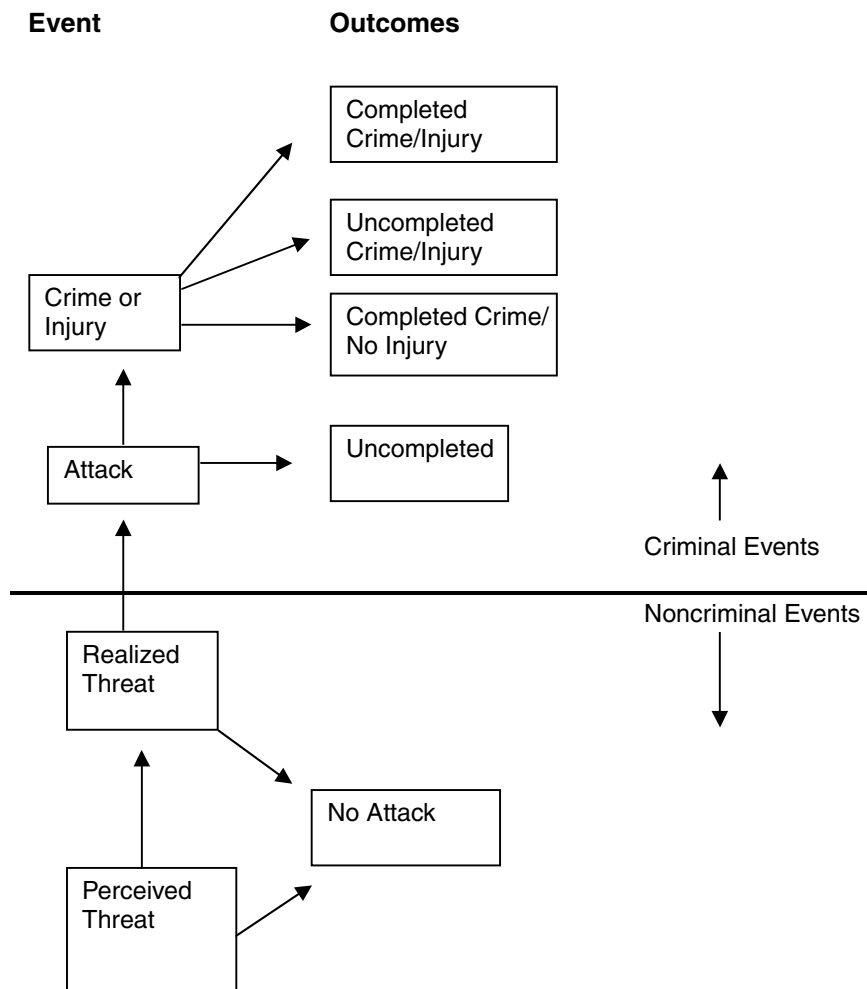 Event
Outcomes
Completed
Crime/Injury
Uncompleted
Crime/Injury
Crime or
Injury
Completed Crime/
No Injury
Attack
Uncompleted
Criminal Events
Noncriminal Events
Realized
Threat
No Attack
Perceived
Threat